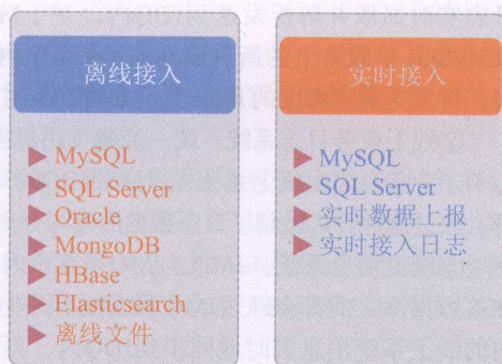 离线接入
MySQL
SQL Server
Oracle
MongoDB
HBase
Elasticsearch
离线文件
实时接入
MySQL
SQL Server
实时数据上报
实时接入日志